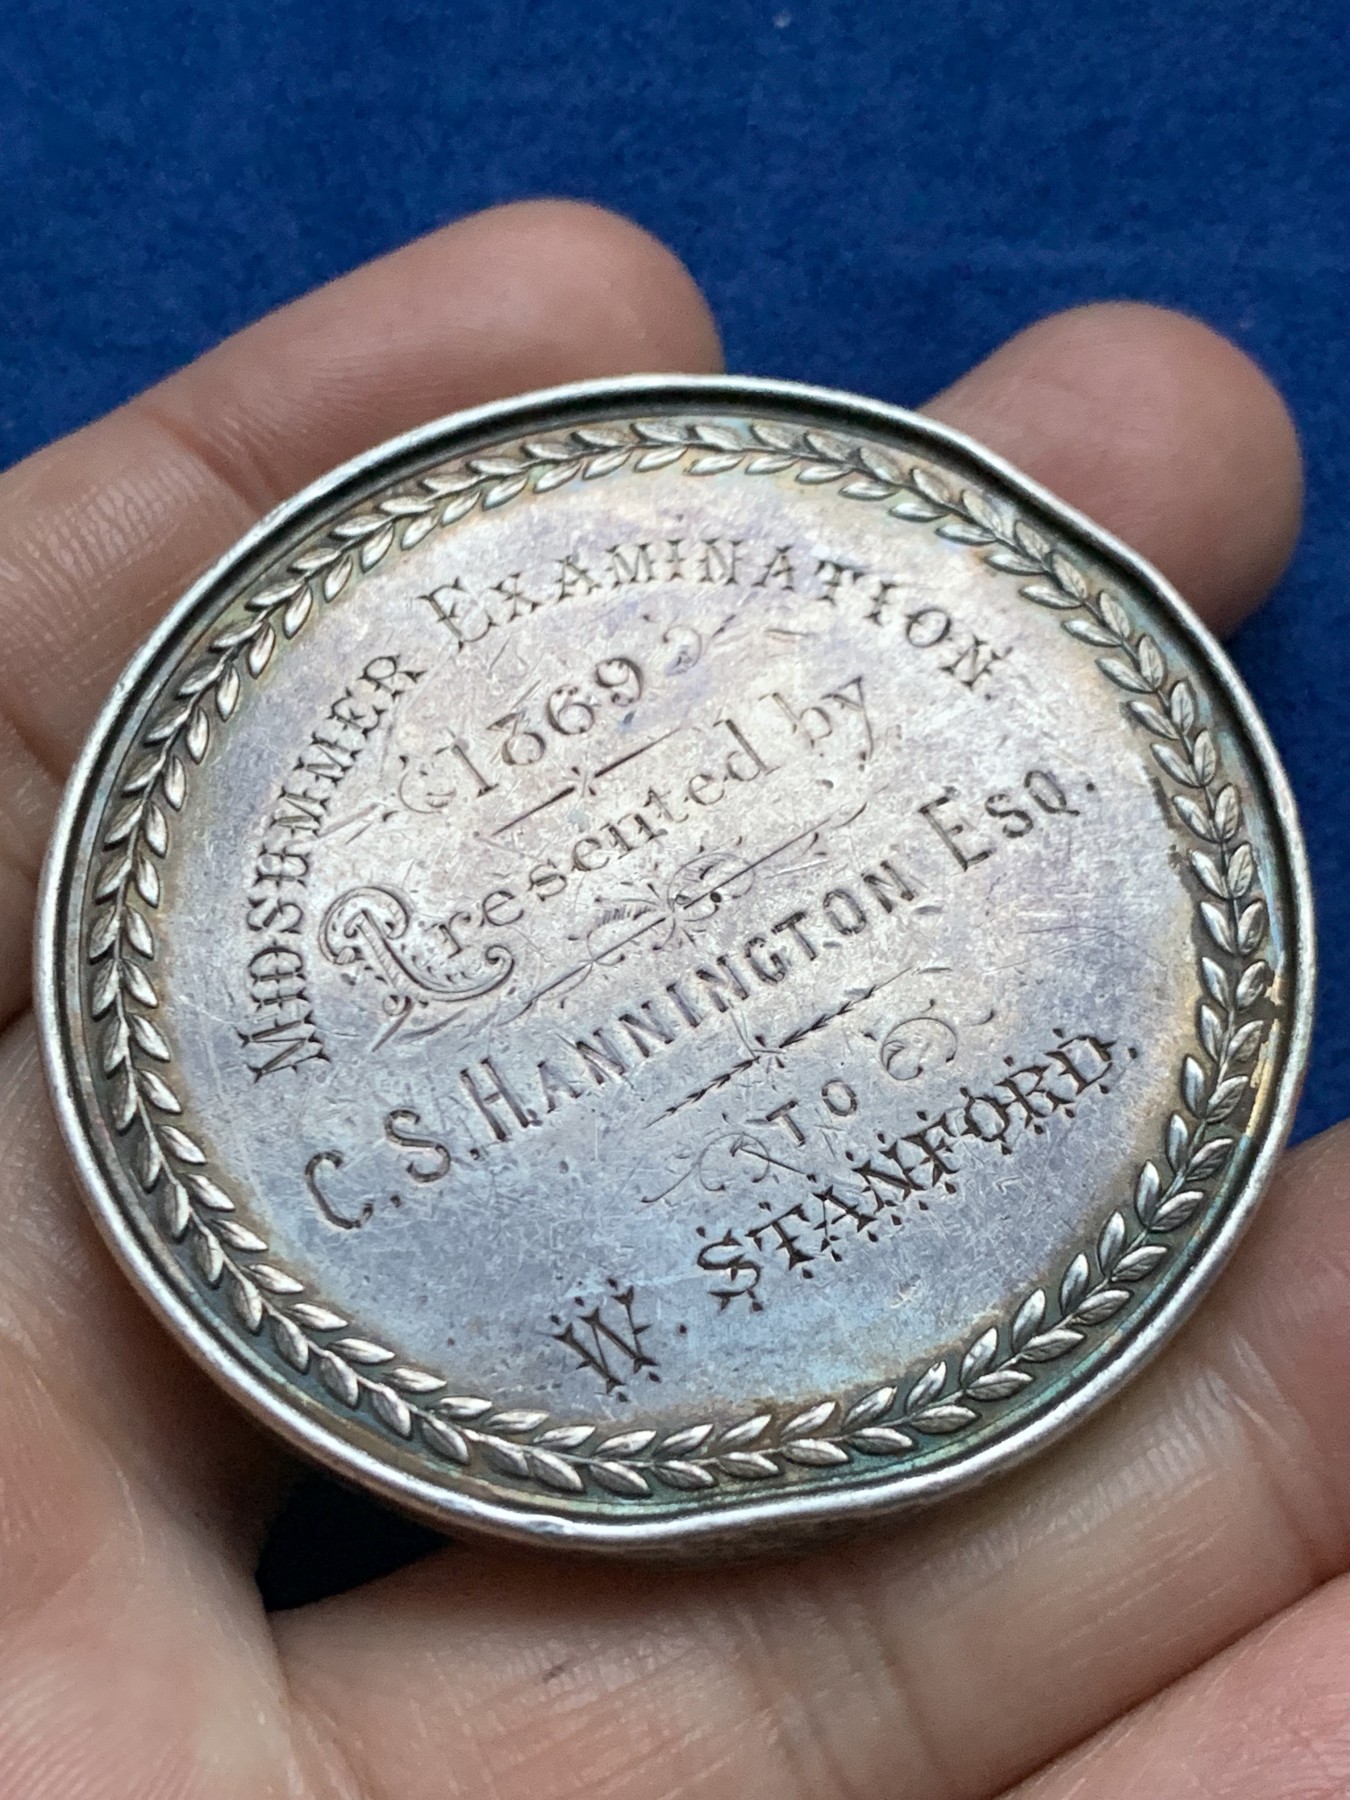 MIDSUMMER EXAMINATION.
1869
Presented by
C. S. HANNINGTON ESQ.
TO
W. STANFORD.